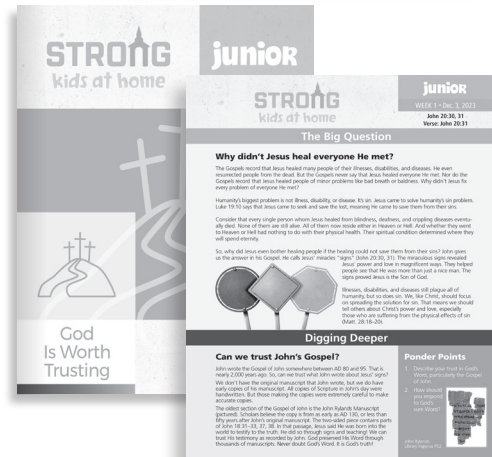 STRONG
kids at home
junior
God
Is Worth
Trusting
STRONG
kids at home
junior
WEEK 1 • Dec. 3, 2023
John 20:30, 31
Verse: John 20:31
The Big Question
Why didn't Jesus heal everyone He met?
The Gospels record that Jesus healed many people of their illnesses, disabilities, and diseases. He even
resurrected people from the dead. But the Gospels never say that Jesus healed everyone He met. Nor do the
Gospels record that Jesus healed people of minor problems like bad breath or baldness. Why didn't Jesus fix
every problem of everyone He met?
Humanity's biggest problem is not illness, disability, or disease. It's sin. Jesus came to solve humanity's sin problem.
Luke 19:10 says that Jesus came to seek and save the lost, meaning He came to save them from their sins.
Consider that every single person whom Jesus healed from blindness, deafness, and crippling diseases eventu-
ally died. None of them are still alive. All of them now reside either in Heaven or Hell. And whether they went
to Heaven or Hell had nothing to do with their physical health. Their spiritual condition determined where they
will spend eternity.
So, why did Jesus even bother healing people if the healing could not save them from their sins? John gives
us the answer in his Gospel. He calls Jesus' miracles "signs" (John 20:30, 31). The miraculous signs revealed
Jesus' power and love in magnificent ways. They helped
people see that He was more than just a nice man. The
signs proved Jesus is the Son of God.
Illnesses, disabilities, and diseases still plague all of
humanity, but so does sin. We, like Christ, should focus
on spreading the solution for sin. That means we should
tell others about Christ's power and love, especially
those who are suffering from the physical effects of sin
(Matt. 28:18–20).
Digging Deeper
Can we trust John's Gospel?
John wrote the Gospel of John somewhere between AD 80 and 95. That is
nearly 2,000 years ago. So, can we trust what John wrote about Jesus' signs?
We don't have the original manuscript that John wrote, but we do have
early copies of his manuscript. All copies of Scripture in John's day were
handwritten. But those making the copies were extremely careful to make
accurate copies.
The oldest section of the Gospel of John is the John Rylands Manuscript
(pictured). Scholars believe the copy is from as early as AD 130, or less than
fifty years after John's original manuscript. The two-sided piece contains parts
of John 18:31–33, 37, 38. In that passage, Jesus said He was born into the
world to testify to the truth. He did so through signs and teaching! We can
trust His testimony as recorded by John. God preserved His Word through
thousands of manuscripts. Never doubt God's Word. It is God's truth!
Ponder Points
1. Describe your trust in God's
Word, particularly the Gospel
of John.
2. How should
you respond
to God's
sure Word?
John Rylands
Library Papyrus P52